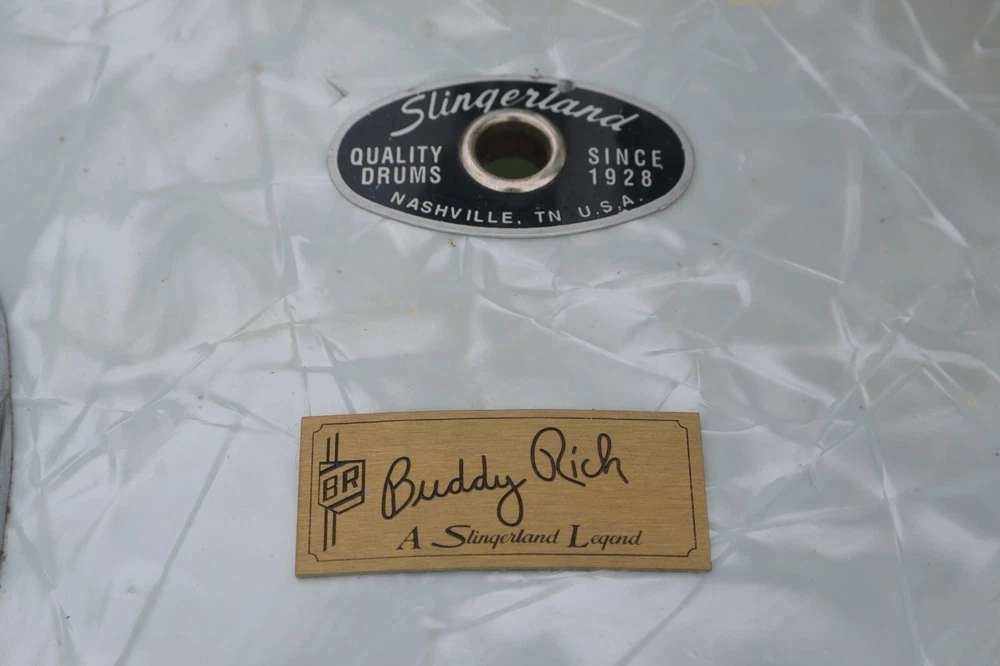 Slingerland
QUALITY DRUMS
SINCE 1928
NASHVILLE, TN U.S.A.
BR
Buddy Rich
A Slingerland Legend